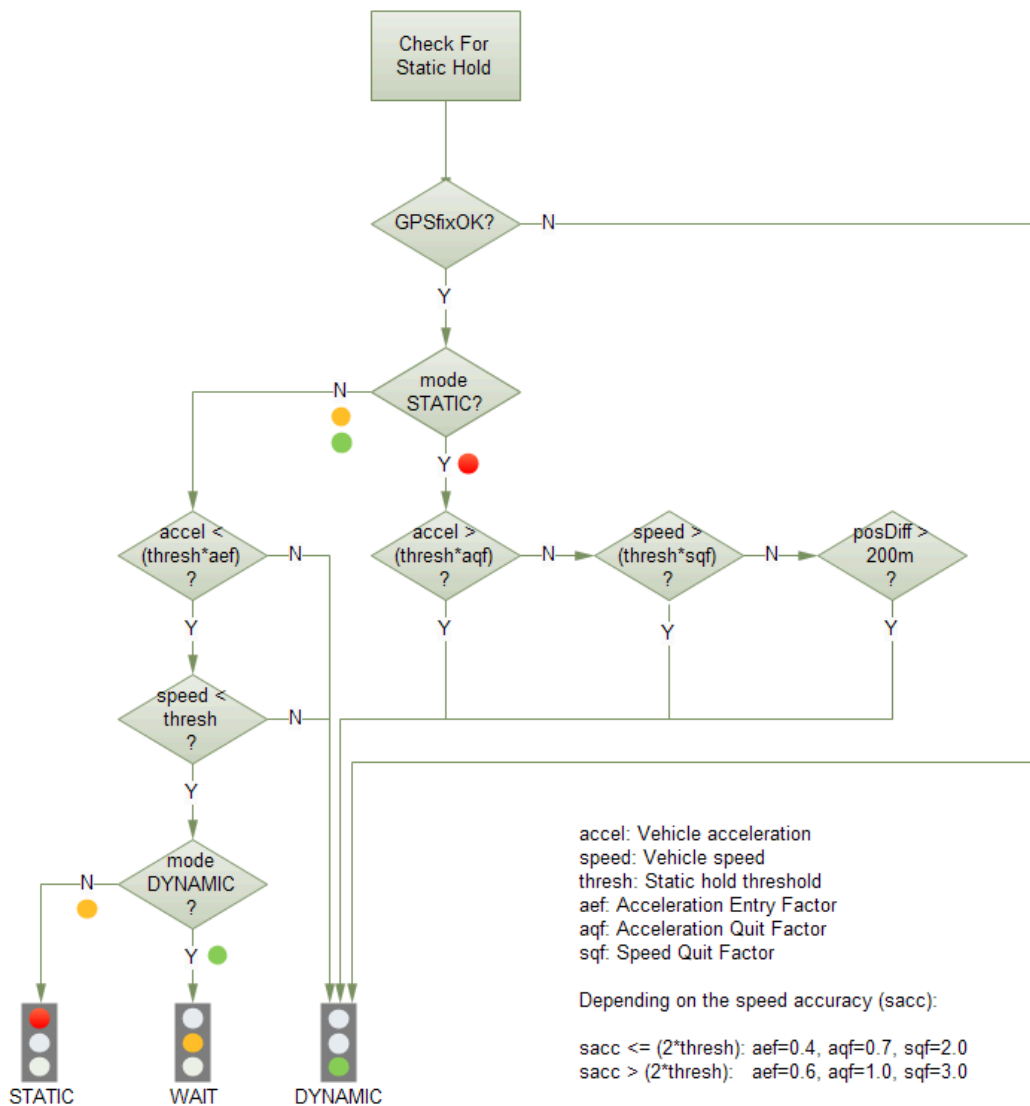 Check For
Static Hold
GPSfixOK?
N
Y
mode
STATIC?
N
Y
accel <
(thresh*aef)
?
N
accel >
(thresh*aqf)
?
N
speed >
(thresh*sqf)
?
N
posDiff >
200m
?
Y
Y
Y
Y
speed <
thresh
?
N
Y
mode
DYNAMIC
?
N
Y
STATIC
WAIT
DYNAMIC
accel: Vehicle acceleration
speed: Vehicle speed
thresh: Static hold threshold
aef: Acceleration Entry Factor
aqf: Acceleration Quit Factor
sqf: Speed Quit Factor
Depending on the speed accuracy (sacc):
sacc <= (2*thresh): aef=0.4, aqf=0.7, sqf=2.0
sacc > (2*thresh): aef=0.6, aqf=1.0, sqf=3.0